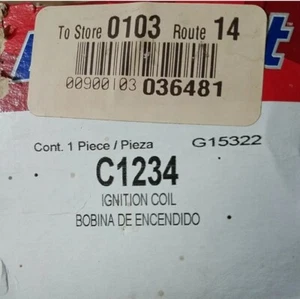 To Store 0103 Route 14
00900103 036481
Cont. 1 Piece / Pieza G15322
C1234
IGNITION COIL
BOBINA DE ENCENDIDO